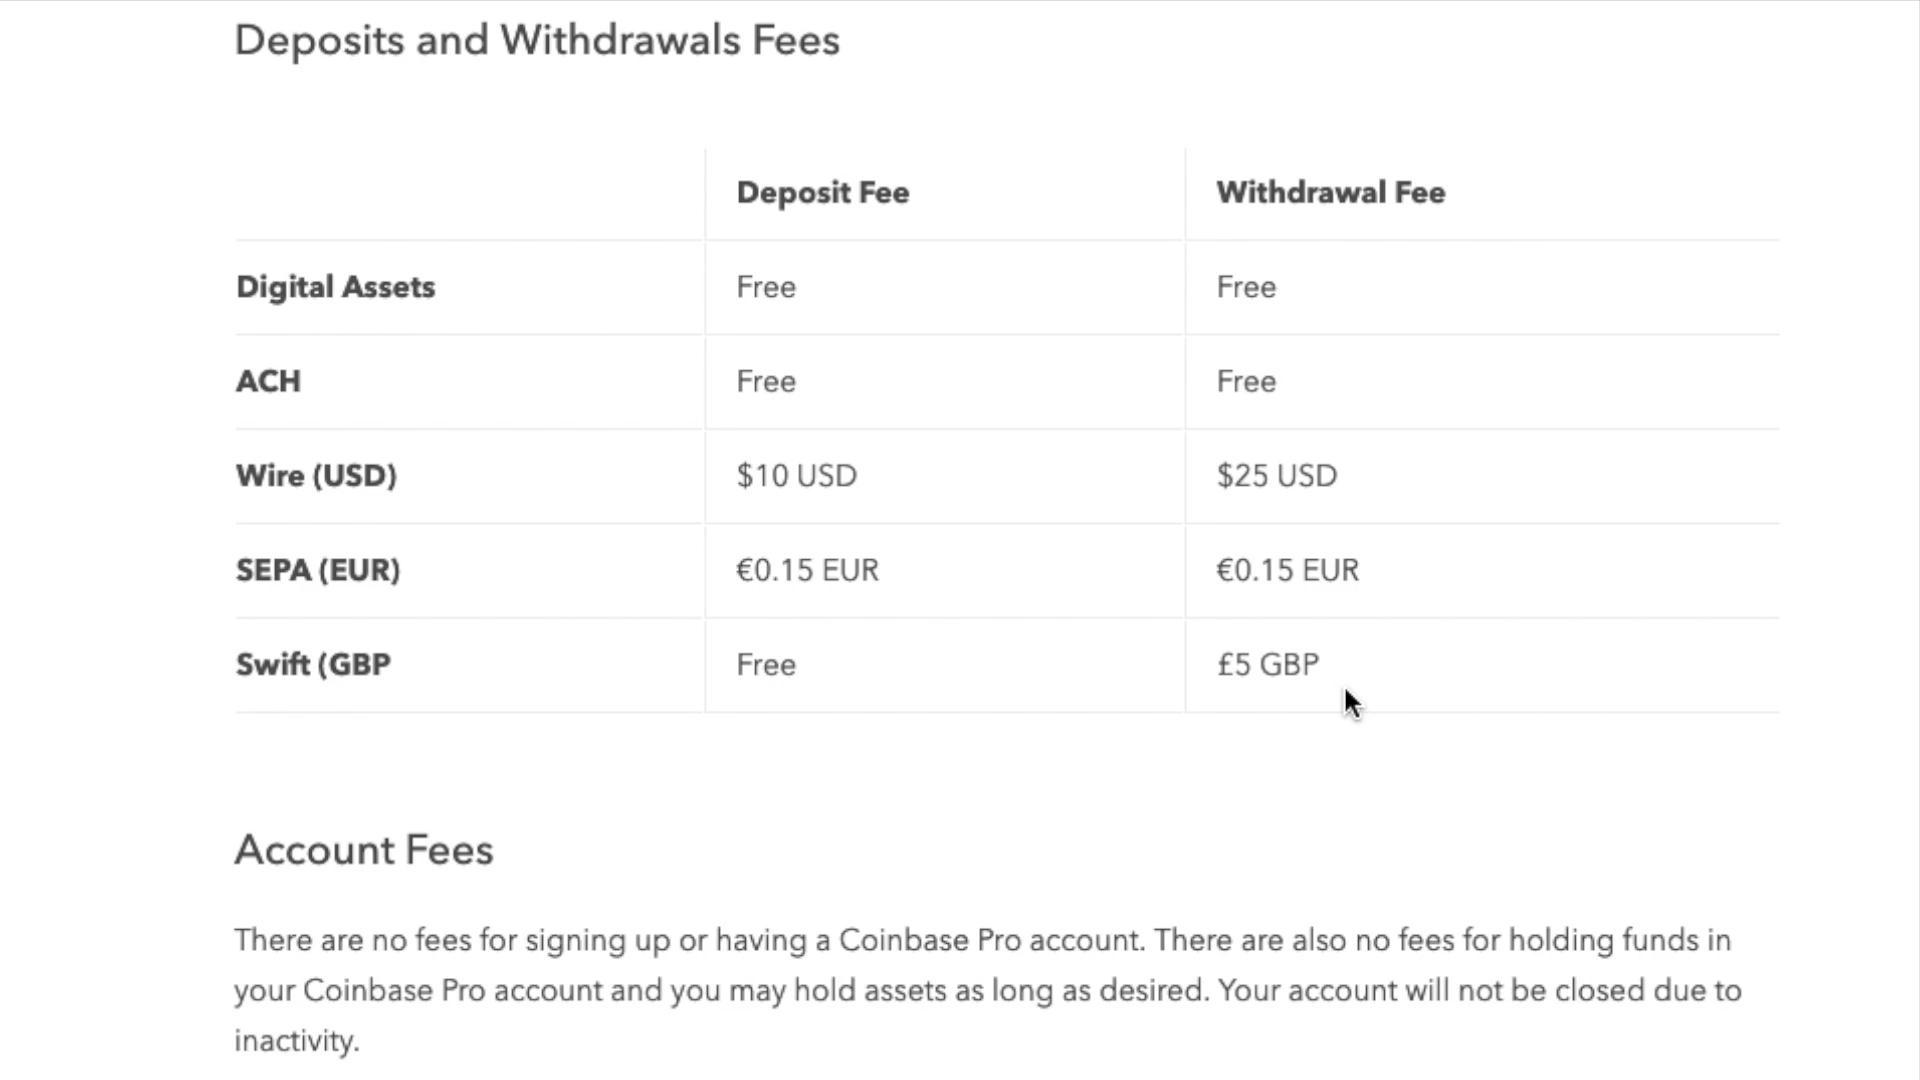 Deposits and Withdrawals Fees
Deposit Fee Withdrawal Fee
Digital Assets Free Free
ACH Free Free
Wire (USD) $10 USD $25 USD
SEPA (EUR) €0.15 EUR €0.15 EUR
Swift (GBP Free £5 GBP
Account Fees
There are no fees for signing up or having a Coinbase Pro account. There are also no fees for holding funds in
your Coinbase Pro account and you may hold assets as long as desired. Your account will not be closed due to
inactivity.